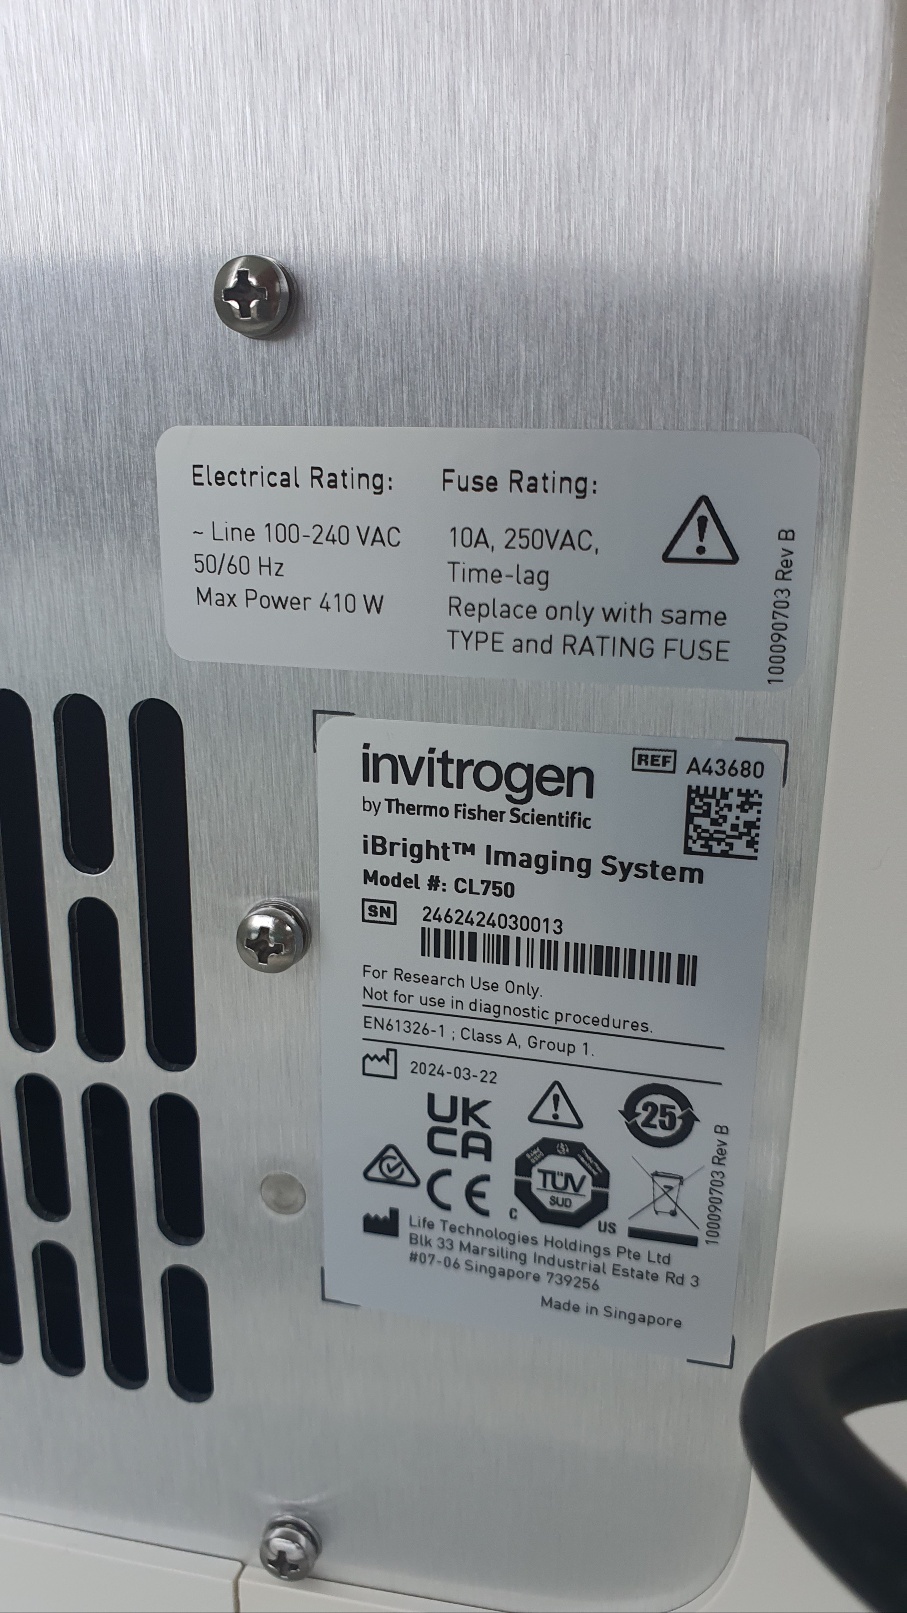 Electrical Rating:
~ Line 100-240 VAC
50/60 Hz
Max Power 410 W
Fuse Rating:
10A, 250VAC,
Time-lag
Replace only with same
TYPE and RATING FUSE
100090703 Rev B
invitrogen
by Thermo Fisher Scientific
REF A43680
iBright™ Imaging System
Model #: CL750
SN 2462424030013
For Research Use Only.
Not for use in diagnostic procedures.
EN61326-1 ; Class A, Group 1.
2024-03-22
25
UK
CA
CE
TÜV
SUD
C US
100090703 Rev B
Life Technologies Holdings Pte Ltd
Blk 33 Marsiling Industrial Estate Rd 3
#07-06 Singapore 739256
Made in Singapore